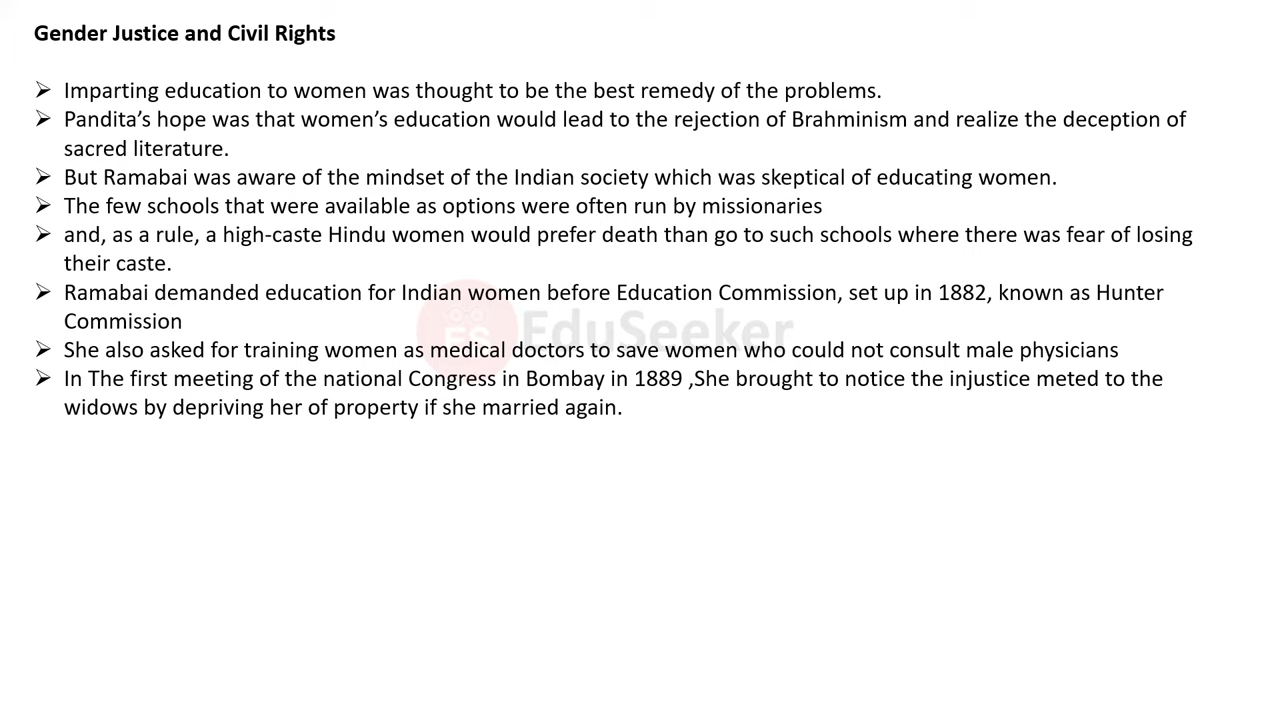 Gender Justice and Civil Rights
➢ Imparting education to women was thought to be the best remedy of the problems.
➢ Pandita’s hope was that women’s education would lead to the rejection of Brahminism and realize the deception of
sacred literature.
➢ But Ramabai was aware of the mindset of the Indian society which was skeptical of educating women.
➢ The few schools that were available as options were often run by missionaries
➢ and, as a rule, a high-caste Hindu women would prefer death than go to such schools where there was fear of losing
their caste.
➢ Ramabai demanded education for Indian women before Education Commission, set up in 1882, known as Hunter
Commission
ES EduSeeker
➢ She also asked for training women as medical doctors to save women who could not consult male physicians
➢ In The first meeting of the national Congress in Bombay in 1889 ,She brought to notice the injustice meted to the
widows by depriving her of property if she married again.